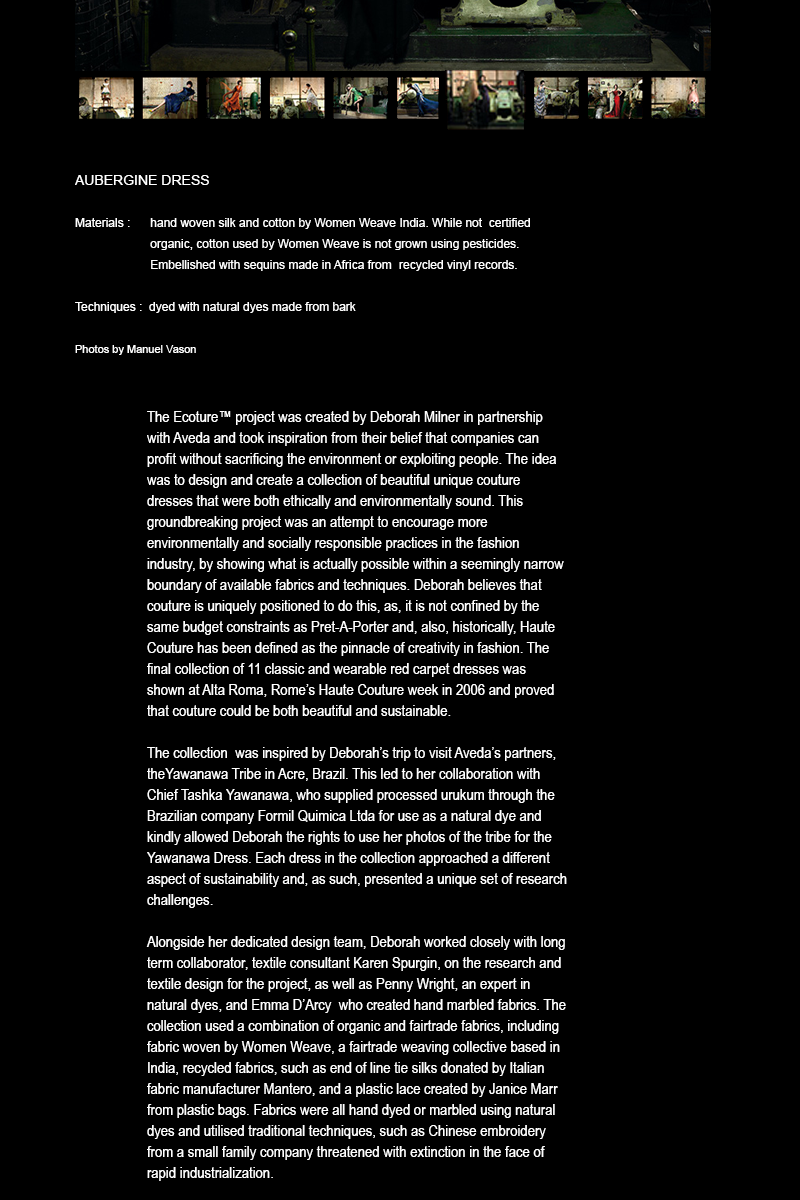 AUBERGINE DRESS
Materials : hand woven silk and cotton by Women Weave India. While not certified
organic, cotton used by Women Weave is not grown using pesticides.
Embellished with sequins made in Africa from recycled vinyl records.
Techniques : dyed with natural dyes made from bark
Photos by Manuel Vason
The Ecoture™ project was created by Deborah Milner in partnership
with Aveda and took inspiration from their belief that companies can
profit without sacrificing the environment or exploiting people. The idea
was to design and create a collection of beautiful unique couture
dresses that were both ethically and environmentally sound. This
groundbreaking project was an attempt to encourage more
environmentally and socially responsible practices in the fashion
industry, by showing what is actually possible within a seemingly narrow
boundary of available fabrics and techniques. Deborah believes that
couture is uniquely positioned to do this, as, it is not confined by the
same budget constraints as Pret-A-Porter and, also, historically, Haute
Couture has been defined as the pinnacle of creativity in fashion. The
final collection of 11 classic and wearable red carpet dresses was
shown at Alta Roma, Rome's Haute Couture week in 2006 and proved
that couture could be both beautiful and sustainable.
The collection was inspired by Deborah's trip to visit Aveda's partners,
theYawanawa Tribe in Acre, Brazil. This led to her collaboration with
Chief Tashka Yawanawa, who supplied processed urukum through the
Brazilian company Formil Quimica Ltda for use as a natural dye and
kindly allowed Deborah the rights to use her photos of the tribe for the
Yawanawa Dress. Each dress in the collection approached a different
aspect of sustainability and, as such, presented a unique set of research
challenges.
Alongside her dedicated design team, Deborah worked closely with long
term collaborator, textile consultant Karen Spurgin, on the research and
textile design for the project, as well as Penny Wright, an expert in
natural dyes, and Emma D'Arcy who created hand marbled fabrics. The
collection used a combination of organic and fairtrade fabrics, including
fabric woven by Women Weave, a fairtrade weaving collective based in
India, recycled fabrics, such as end of line tie silks donated by Italian
fabric manufacturer Mantero, and a plastic lace created by Janice Marr
from plastic bags. Fabrics were all hand dyed or marbled using natural
dyes and utilised traditional techniques, such as Chinese embroidery
from a small family company threatened with extinction in the face of
rapid industrialization.